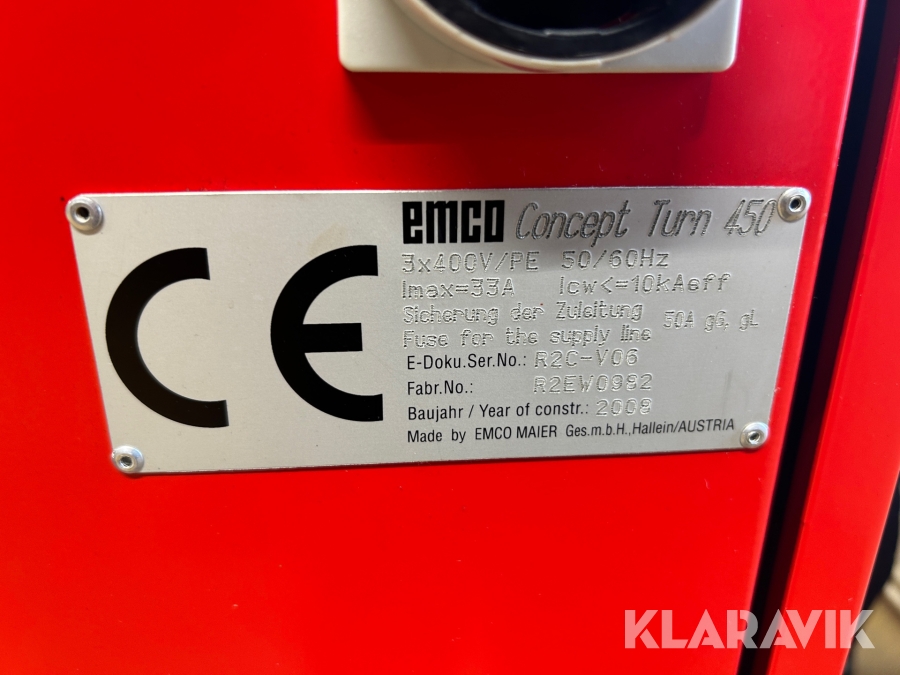 CE
emco Concept Turn 450
3x400V/PE 50/60Hz
Imax=33A Icw<=10kAeff
Sicherung der Zuleitung
Fuse for the supply line 50A gG, gL
E-Doku.Ser.No.: R2C-V06
Fabr.No.: R2EW0982
Baujahr / Year of constr.: 2008
Made by EMCO MAIER Ges.m.b.H.,Hallein/AUSTRIA
KLARAVIK